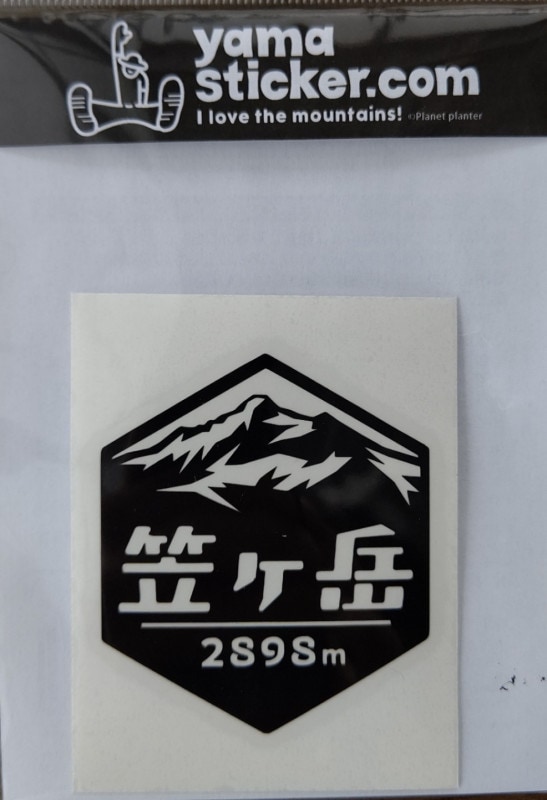 yama
sticker.com
I love the mountains! ©Planet planter
笠ヶ岳
2898m